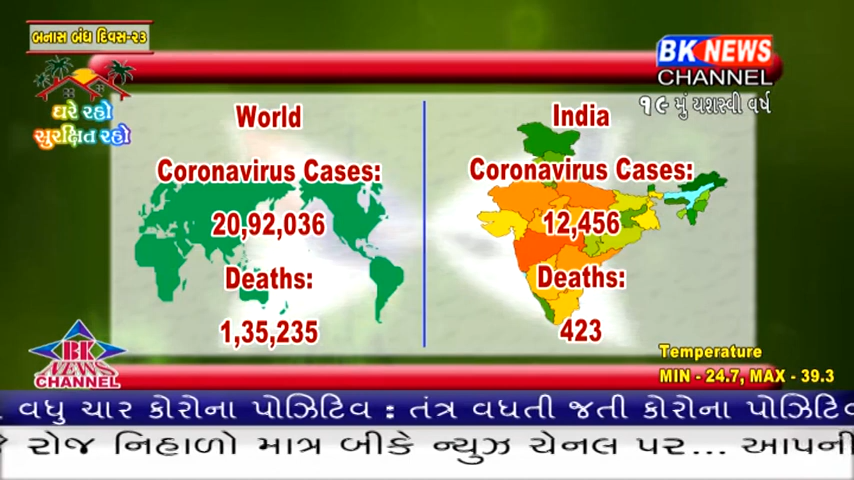 બનાસ બંધ દિવસ-૨૩
ઘરે રહો
સુરક્ષિત રહો
BK NEWS
CHANNEL
૧૯ મું યશસ્વી વર્ષ
World
Coronavirus Cases:
20,92,036
Deaths:
1,35,235
India
Coronavirus Cases:
12,456
Deaths:
423
BK
NEWS
CHANNEL
Temperature
MIN - 24.7, MAX - 39.3
વધુ ચાર કોરોના પોઝિટિવ : તંત્ર વધતી જતી કોરોના પોઝિટિવ
રોજ નિહાળો માત્ર બીકે ન્યુઝ ચેનલ પર... આપની